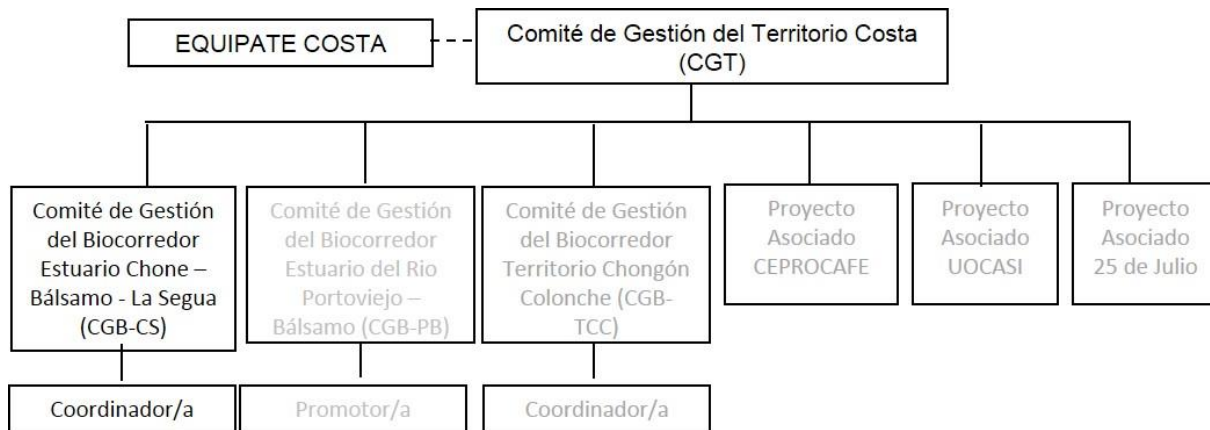 EQUIPATE COSTA
Comité de Gestión del Territorio Costa
(CGT)
Comité de Gestión
del Biocorredor
Estuario Chone –
Bálsamo - La Segua
(CGB-CS)
Comité de Gestión
del Biocorredor
Estuario del Rio
Portoviejo –
Bálsamo (CGB-PB)
Comité de Gestión
del Biocorredor
Territorio Chongón
Colonche (CGB-
TCC)
Proyecto
Asociado
CEPROCAFE
Proyecto
Asociado
UOCASI
Proyecto
Asociado
25 de Julio
Coordinador/a
Promotor/a
Coordinador/a